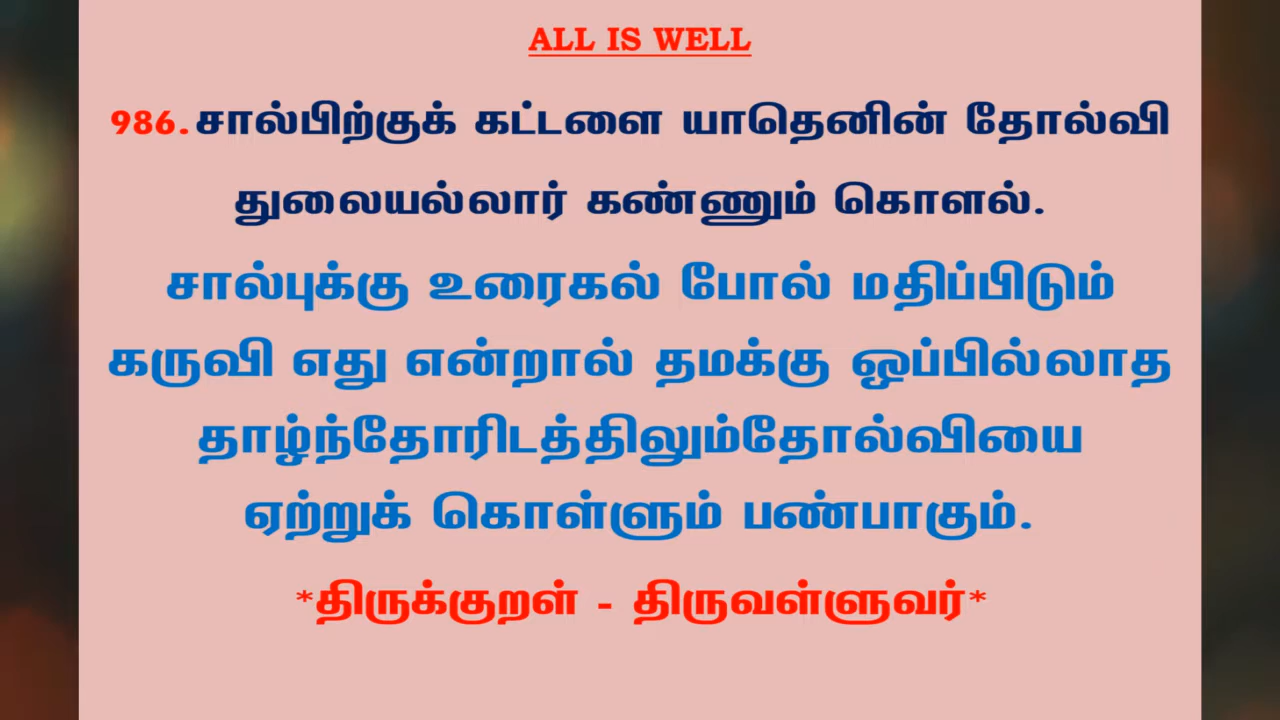 ALL IS WELL
986.சால்பிற்குக் கட்டளை யாதெனின் தோல்வி
துலையல்லார் கண்ணும் கொளல்.
சால்புக்கு உரைகல் போல் மதிப்பிடும்
கருவி எது என்றால் தமக்கு ஒப்பில்லாத
தாழ்ந்தோரிடத்திலும்தோல்வியை
ஏற்றுக் கொள்ளும் பண்பாகும்.
*திருக்குறள் - திருவள்ளுவர்*